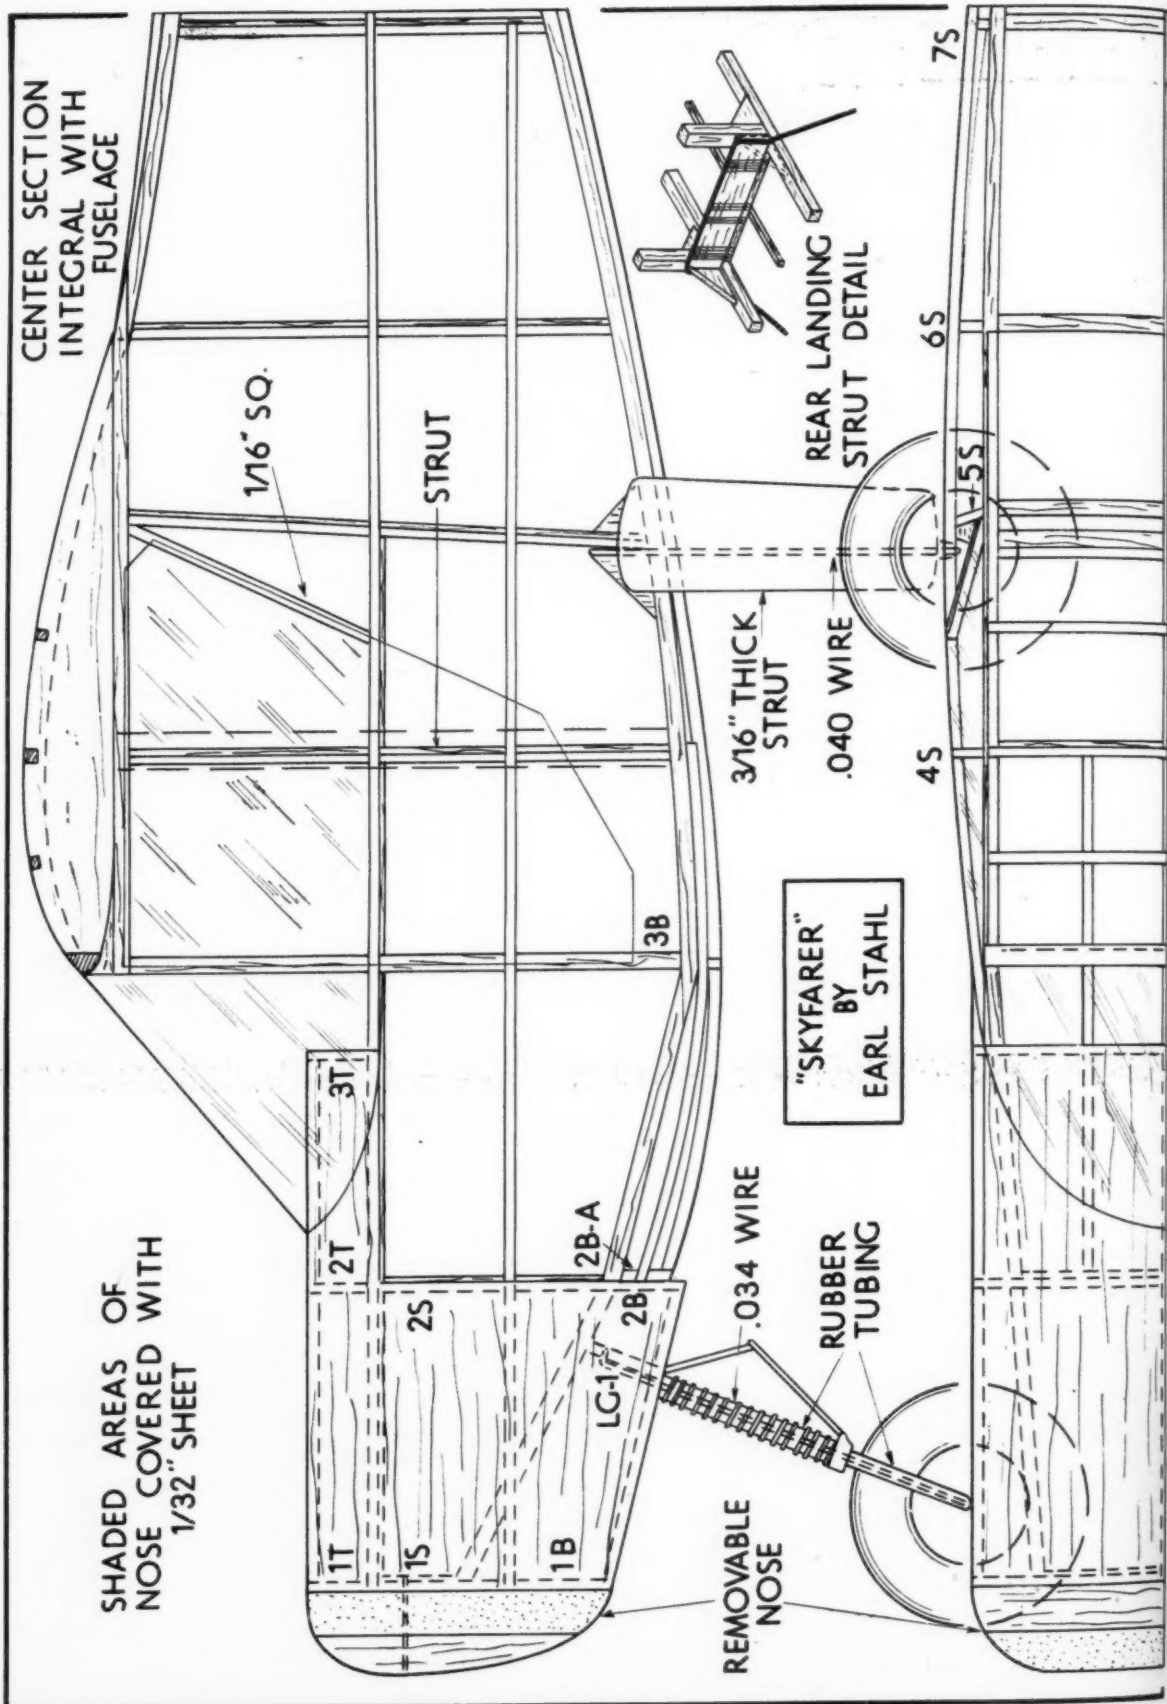 SHADED AREAS OF
NOSE COVERED WITH
1/32" SHEET
CENTER SECTION
INTEGRAL WITH
FUSELAGE
1/16" SQ.
STRUT
1T
2T
3T
1S
2S
1B
2B
2B-A
3B
LG-1
.034 WIRE
RUBBER
TUBING
REMOVABLE
NOSE
"SKYFARER"
BY
EARL STAHL
3/16" THICK
STRUT
.040 WIRE
REAR LANDING
STRUT DETAIL
4S
5S
6S
7S